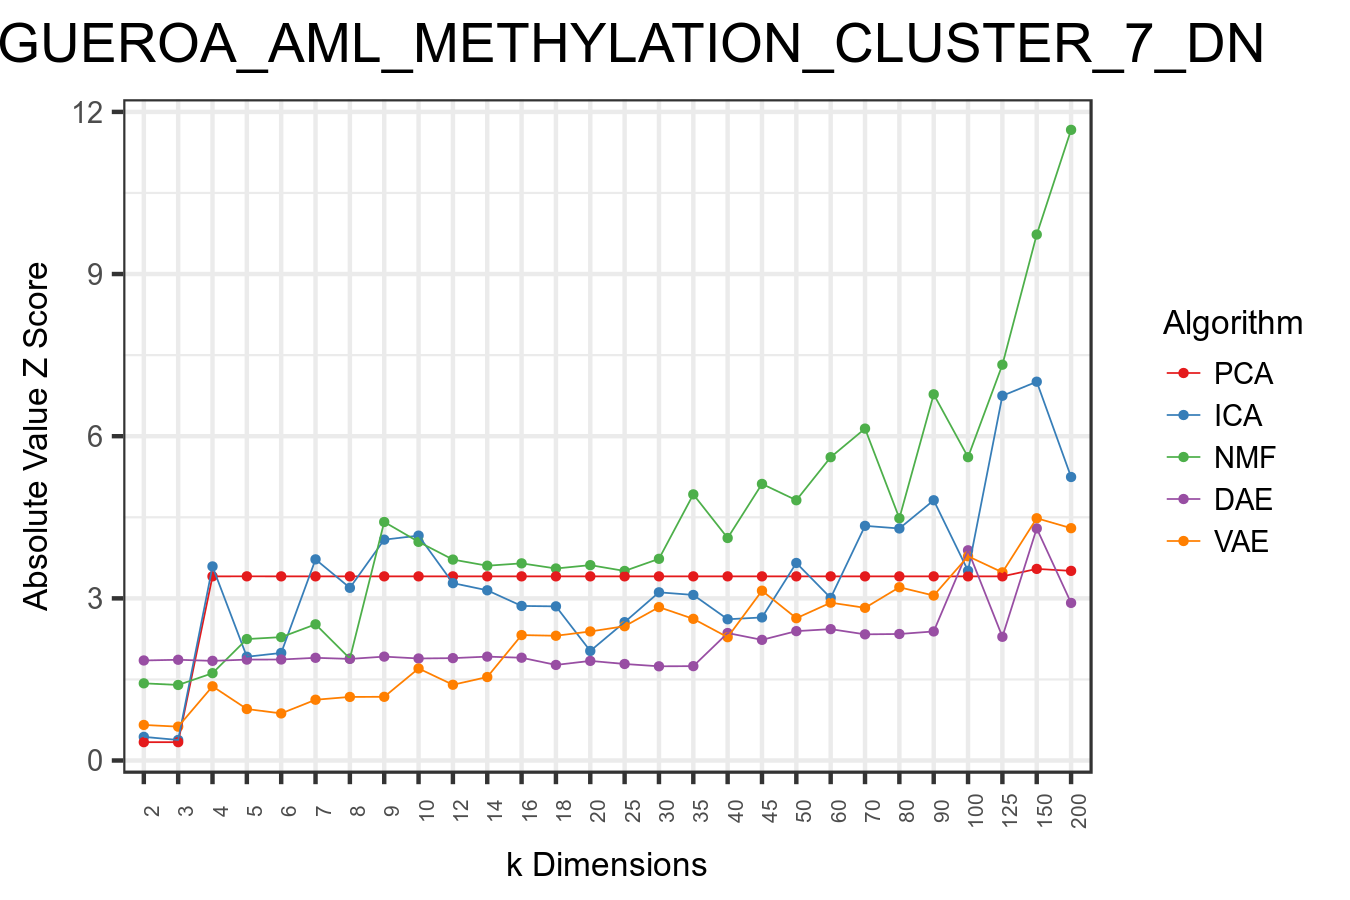 GUEROA_AML_METHYLATION_CLUSTER_7_DN
12
9
6
3
0
Absolute Value Z Score
2 3 4 5 6 7 8 9 10 12 14 16 18 20 25 30 35 40 45 50 60 70 80 90 100 125 150 200
k Dimensions
Algorithm
PCA
ICA
NMF
DAE
VAE